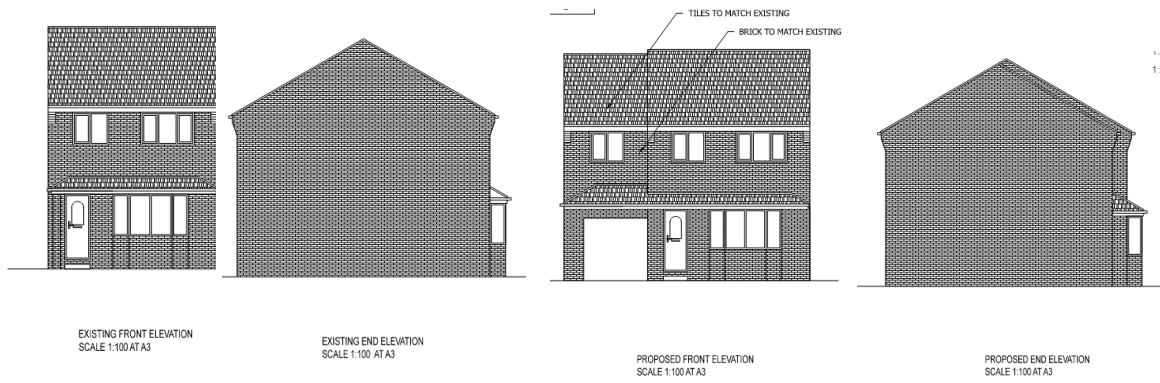 TILES TO MATCH EXISTING
BRICK TO MATCH EXISTING
EXISTING FRONT ELEVATION
SCALE 1:100 AT A3
EXISTING END ELEVATION
SCALE 1:100 AT A3
PROPOSED FRONT ELEVATION
SCALE 1:100 AT A3
PROPOSED END ELEVATION
SCALE 1:100 AT A3